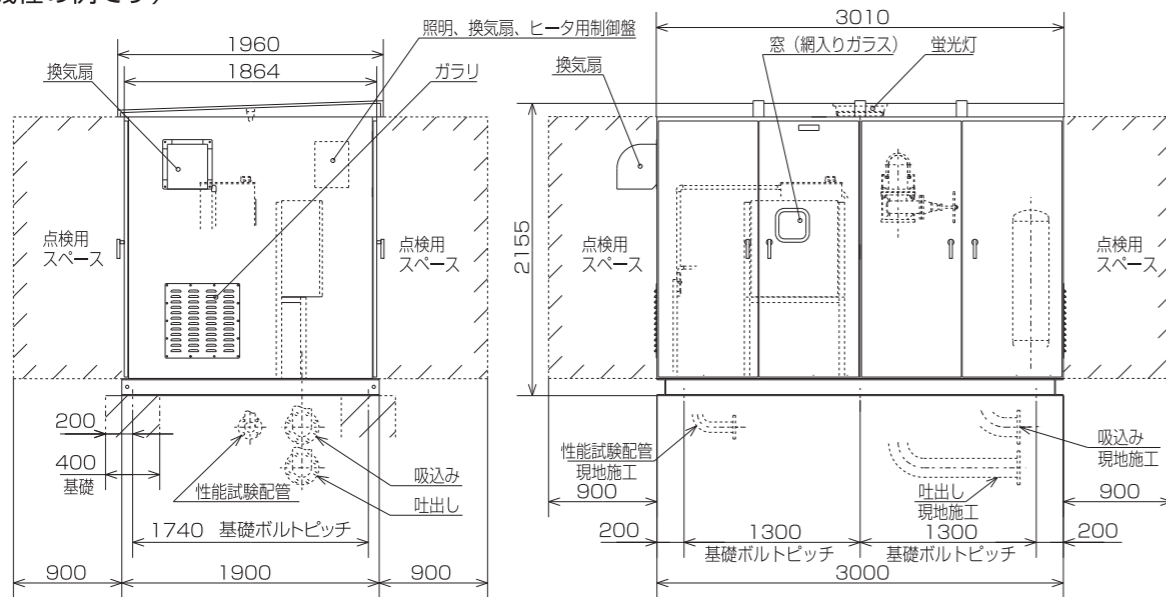 1960
1864
換気扇
照明、換気扇、ヒータ用制御盤
ガラリ
点検用
スペース
点検用
スペース
200
400
基礎
性能試験配管
吸込み
吐出し
1740 基礎ボルトピッチ
900
1900
900
3010
換気扇
窓（網入りガラス）
蛍光灯
2155
点検用
スペース
点検用
スペース
性能試験配管
現地施工
吸込み
現地施工
吐出し
現地施工
900
900
200
1300
1300
200
基礎ボルトピッチ
基礎ボルトピッチ
3000